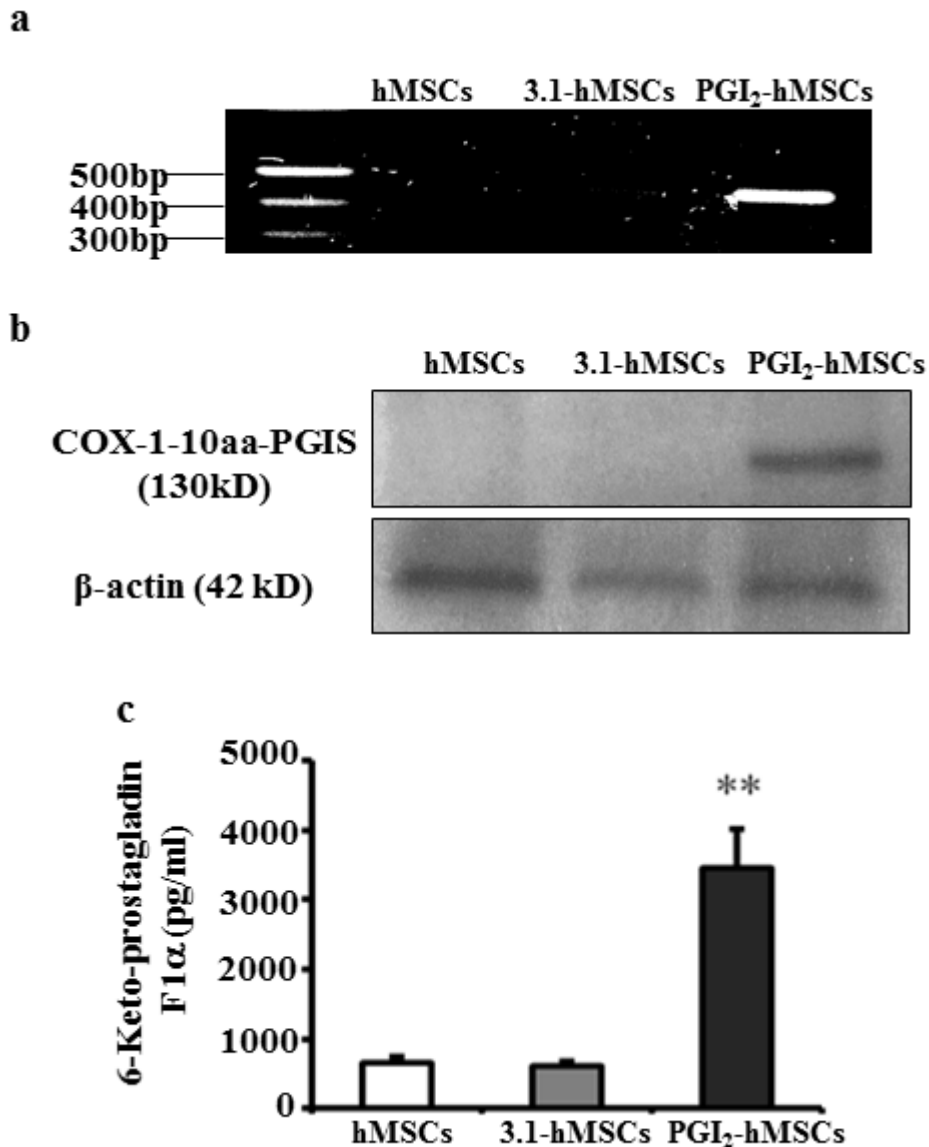 a
hMSCs 3.1-hMSCs PGI₂-hMSCs
500bp
400bp
300bp
b
hMSCs 3.1-hMSCs PGI₂-hMSCs
COX-1-10aa-PGIS
(130kD)
β-actin (42 kD)
c
6-Keto-prostagladin
F1α (pg/ml)
5000
4000
3000
2000
1000
0
**
hMSCs 3.1-hMSCs PGI₂-hMSCs